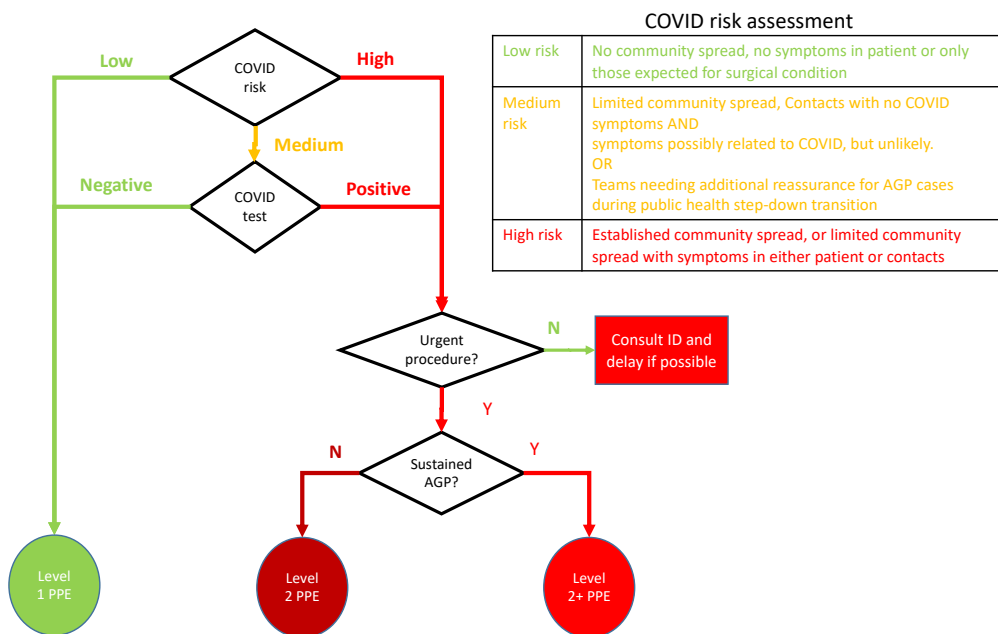 COVID risk assessment
Low risk
No community spread, no symptoms in patient or only
those expected for surgical condition
Medium
risk
Limited community spread, Contacts with no COVID
symptoms AND
symptoms possibly related to COVID, but unlikely.
OR
Teams needing additional reassurance for AGP cases
during public health step-down transition
High risk
Established community spread, or limited community
spread with symptoms in either patient or contacts
Low
COVID
risk
High
Medium
Negative
COVID
test
Positive
Urgent
procedure?
N
Consult ID and
delay if possible
Y
Sustained
AGP?
N
Y
Level
1 PPE
Level
2 PPE
Level
2+ PPE